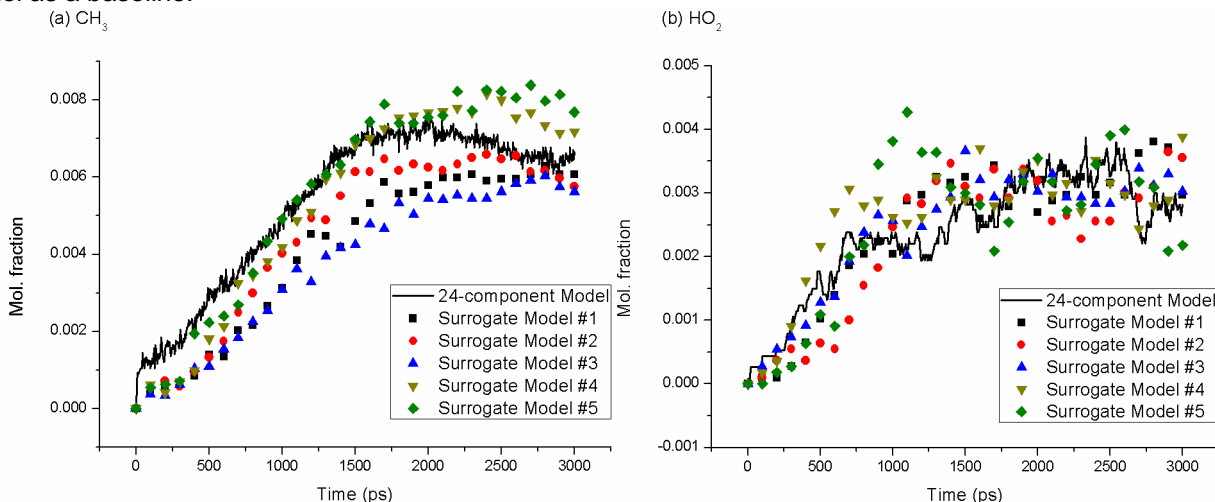 (a) CH3
(b) HO2
Mol. fraction
0.008
0.006
0.004
0.002
0.000
0
500
1000
1500
2000
2500
3000
Time (ps)
24-component Model
Surrogate Model #1
Surrogate Model #2
Surrogate Model #3
Surrogate Model #4
Surrogate Model #5
Mol. fraction
0.005
0.004
0.003
0.002
0.001
0.000
-0.001
0
500
1000
1500
2000
2500
3000
Time (ps)
24-component Model
Surrogate Model #1
Surrogate Model #2
Surrogate Model #3
Surrogate Model #4
Surrogate Model #5